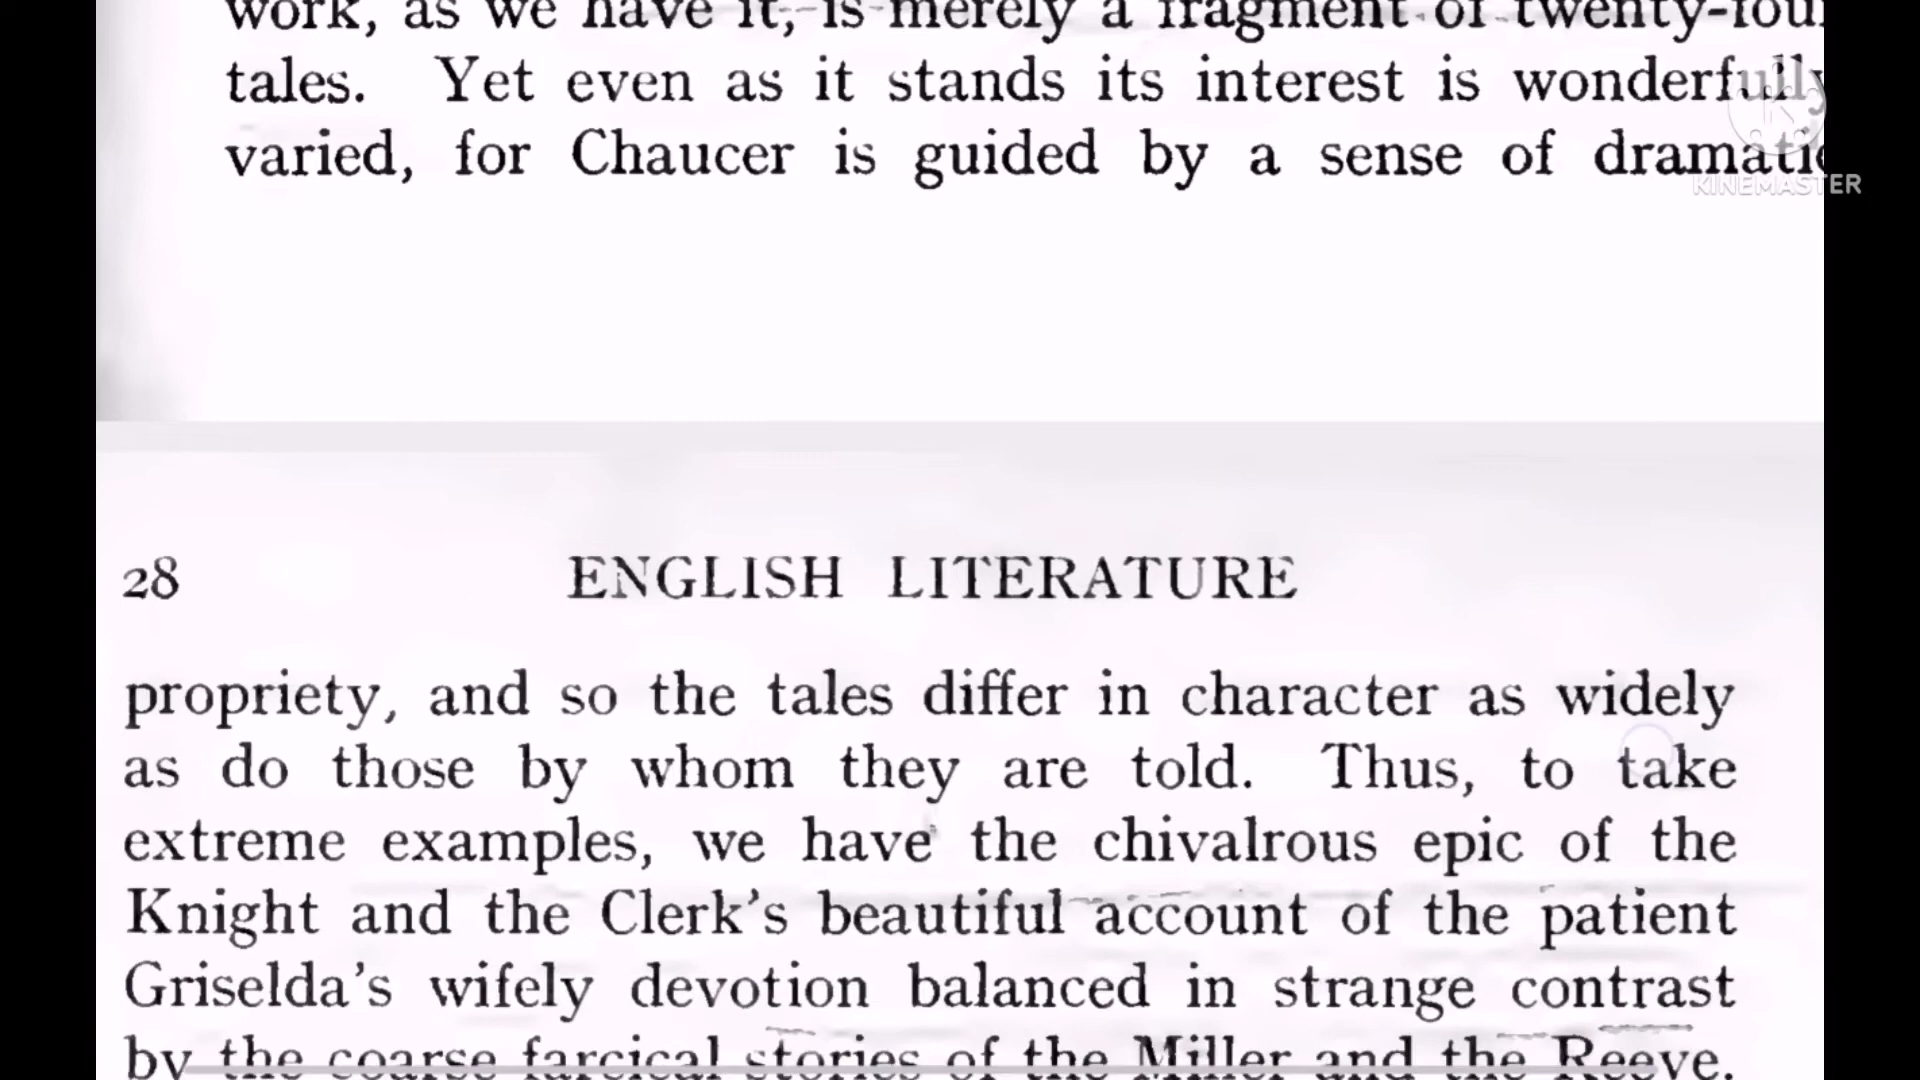 work, as we have it, is merely a fragment of twenty-four
tales. Yet even as it stands its interest is wonderfully
varied, for Chaucer is guided by a sense of dramatic
KINEMASTER
28 ENGLISH LITERATURE
propriety, and so the tales differ in character as widely
as do those by whom they are told. Thus, to take
extreme examples, we have the chivalrous epic of the
Knight and the Clerk's beautiful account of the patient
Griselda's wifely devotion balanced in strange contrast
by the coarse farcical stories of the Miller and the Reeve.